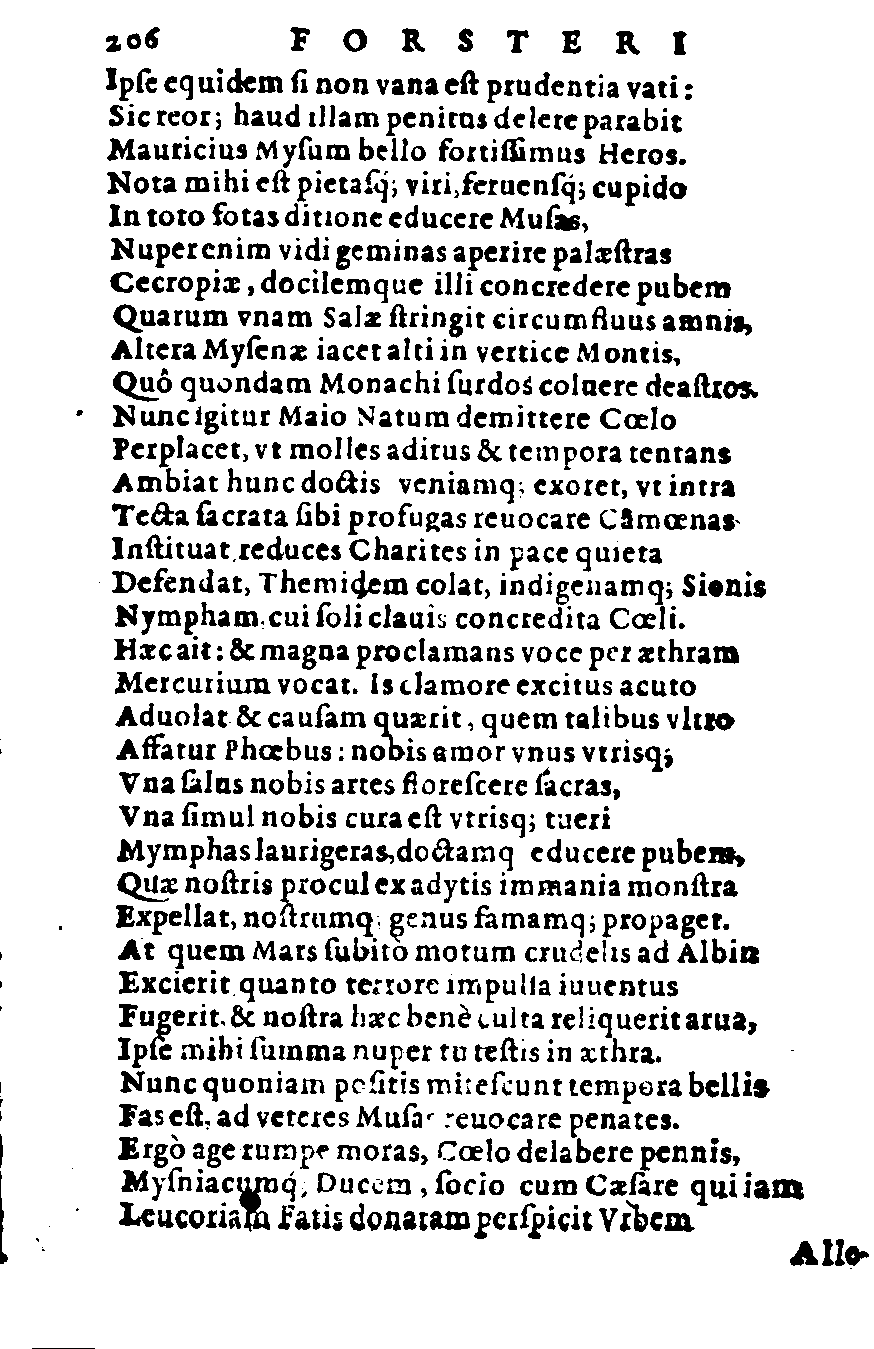 206 FORSTERI
Ipſe equidem ſi non vana eſt prudentia vati:
Sic reor; haud illam penitus delere parabit
Mauricius Myſum bello fortiſſimus Heros.
Nota mihi eſt pietaſq́; viri, feruenſq́; cupido
In toto fotas ditione educere Muſas,
Nuper enim vidi geminas aperire palæſtras
Cecropiæ, docilemque illi concredere pubem
Quarum vnam Salæ ſtringit circumfluus amnis,
Altera Myſenæ iacet alti in vertice Montis,
Quô quondam Monachi ſurdos coluere deaſtros.
Nunc igitur Maio Natum demittere Cœlo
Perplacet, vt molles aditus & tempora tentans
Ambiat hunc doctis veniamq; exoret, vt intra
Tecta ſacrata ſibi profugas reuocare Camœnas
Inſtituat, reduces Charites in pace quieta
Defendat, Themidem colat, indigenamq; Sionis
Nympham, cui ſoli clauis concredita Cœli.
Hæc ait: & magna proclamans voce per æthram
Mercurium vocat. Is clamore excitus acuto
Aduolat & cauſam quærit, quem talibus vltro
Affatur Phœbus: nobis amor vnus vtrisq;
Vna ſalus nobis artes floreſcere ſacras,
Vna ſimul nobis cura eſt vtrisq; tueri
Mymphas laurigeras, doctamq educere pubem,
Quæ noſtris procul ex adytis immania monſtra
Expellat, noſtrumq; genus famamq; propaget.
At quem Mars ſubitò motum crudelis ad Albin
Excierit, quanto terrore impulſa iuuentus
Fugerit, & noſtra hæc benè culta reliquerit arua,
Ipſe mihi ſumma nuper tu teſtis in æthra.
Nunc quoniam poſitis miteſcunt tempora bellis
Fas eſt, ad veteres Muſas reuocare penates.
Ergò age rumpe moras, Cœlo delabere pennis,
Myſniacumq́; Ducem, ſocio cum Cæſare qui iam
Leucoriam Fatis donatam perſpicit Vrbem
Allo-